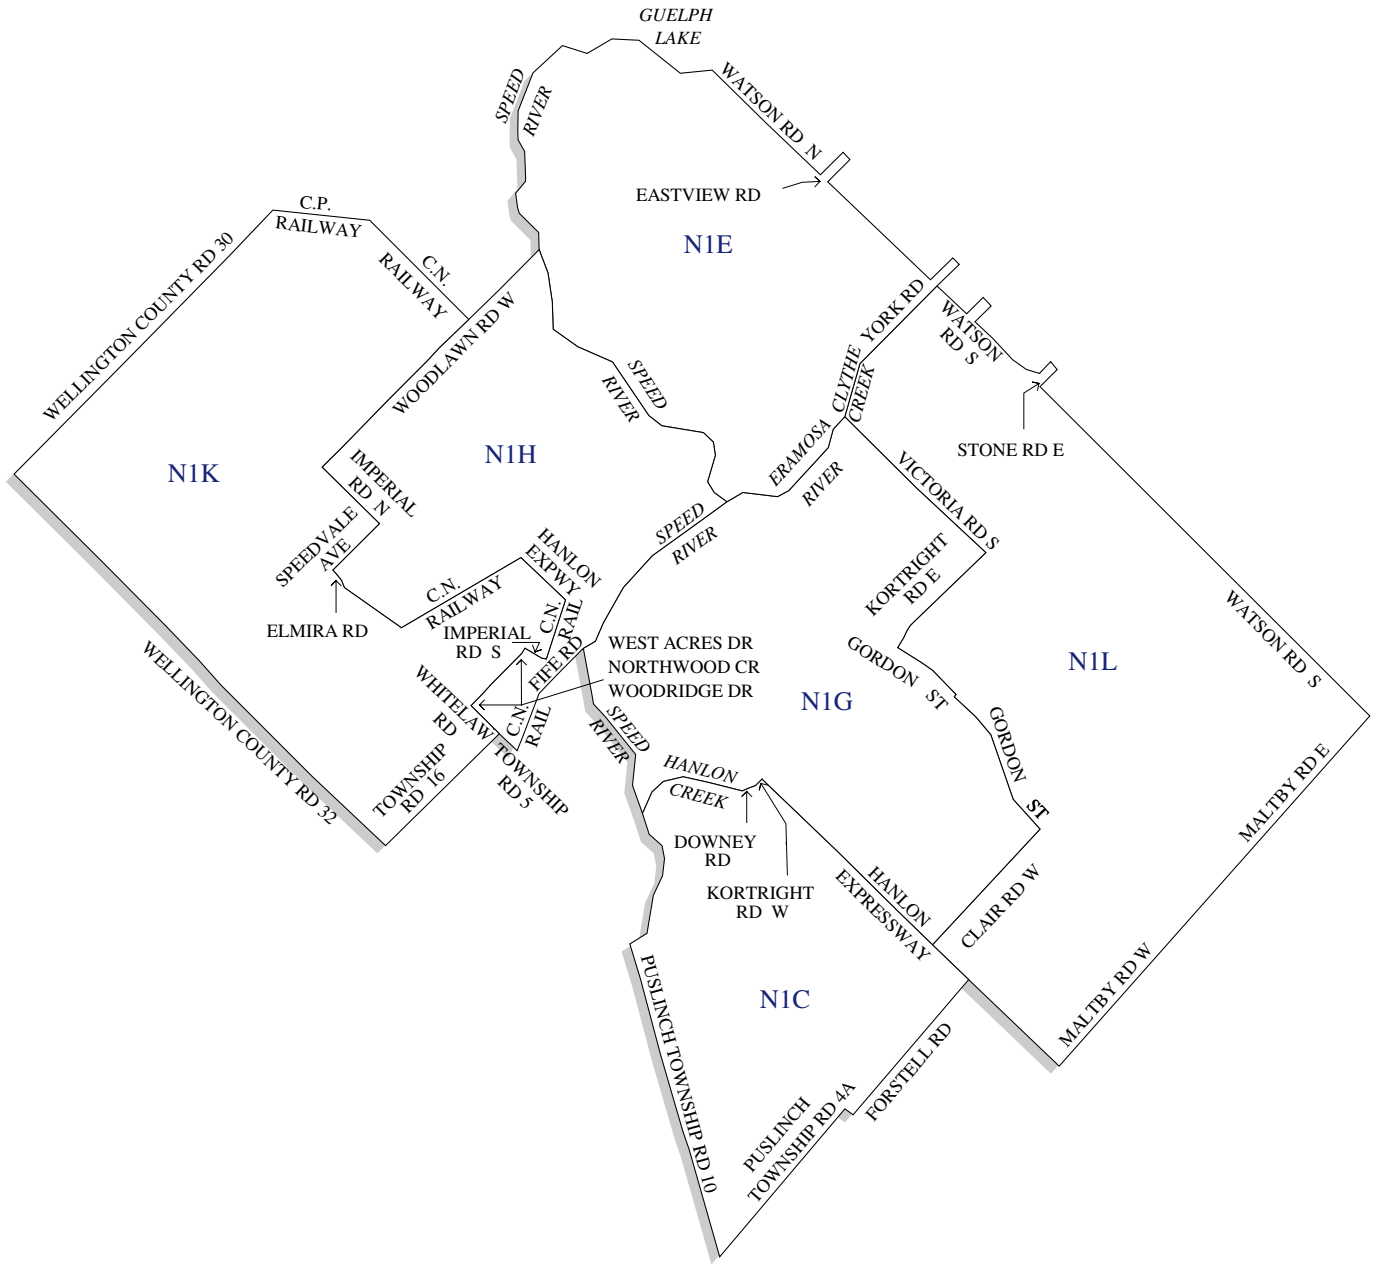 GUELPH
LAKE
SPEED
RIVER
WATSON RD N
EASTVIEW RD
N1E
C.P.
RAILWAY
C.N.
RAILWAY
WELLINGTON COUNTY RD 30
WOODLAWN RD W
YORK RD
CLYTHE
CREEK
WATSON
RD S
STONE RD E
SPEED
RIVER
N1K
N1H
IMPERIAL
RD N
SPEEDVALE
AVE
ELMIRA RD
C.N.
RAILWAY
HANLON
EXPWY
C.N.
RAIL
SPEED
RIVER
ERAMOSA
RIVER
VICTORIA RD S
KORTRIGHT
RD E
GORDON ST
GORDON
ST
N1L
WATSON RD S
IMPERIAL
RD S
FIFE RD
WEST ACRES DR
NORTHWOOD CR
WOODRIDGE DR
WHITELAW
RD
C.N.
RAIL
TOWNSHIP
RD 5
TOWNSHIP
RD 16
WELLINGTON COUNTY RD 32
SPEED
RIVER
N1G
HANLON
CREEK
DOWNEY
RD
KORTRIGHT
RD W
HANLON
EXPRESSWAY
CLAIR RD W
MALTBY RD E
MALTBY RD W
N1C
PUSLINCH TOWNSHIP RD 10
PUSLINCH
TOWNSHIP RD 4A
FORSTELL RD